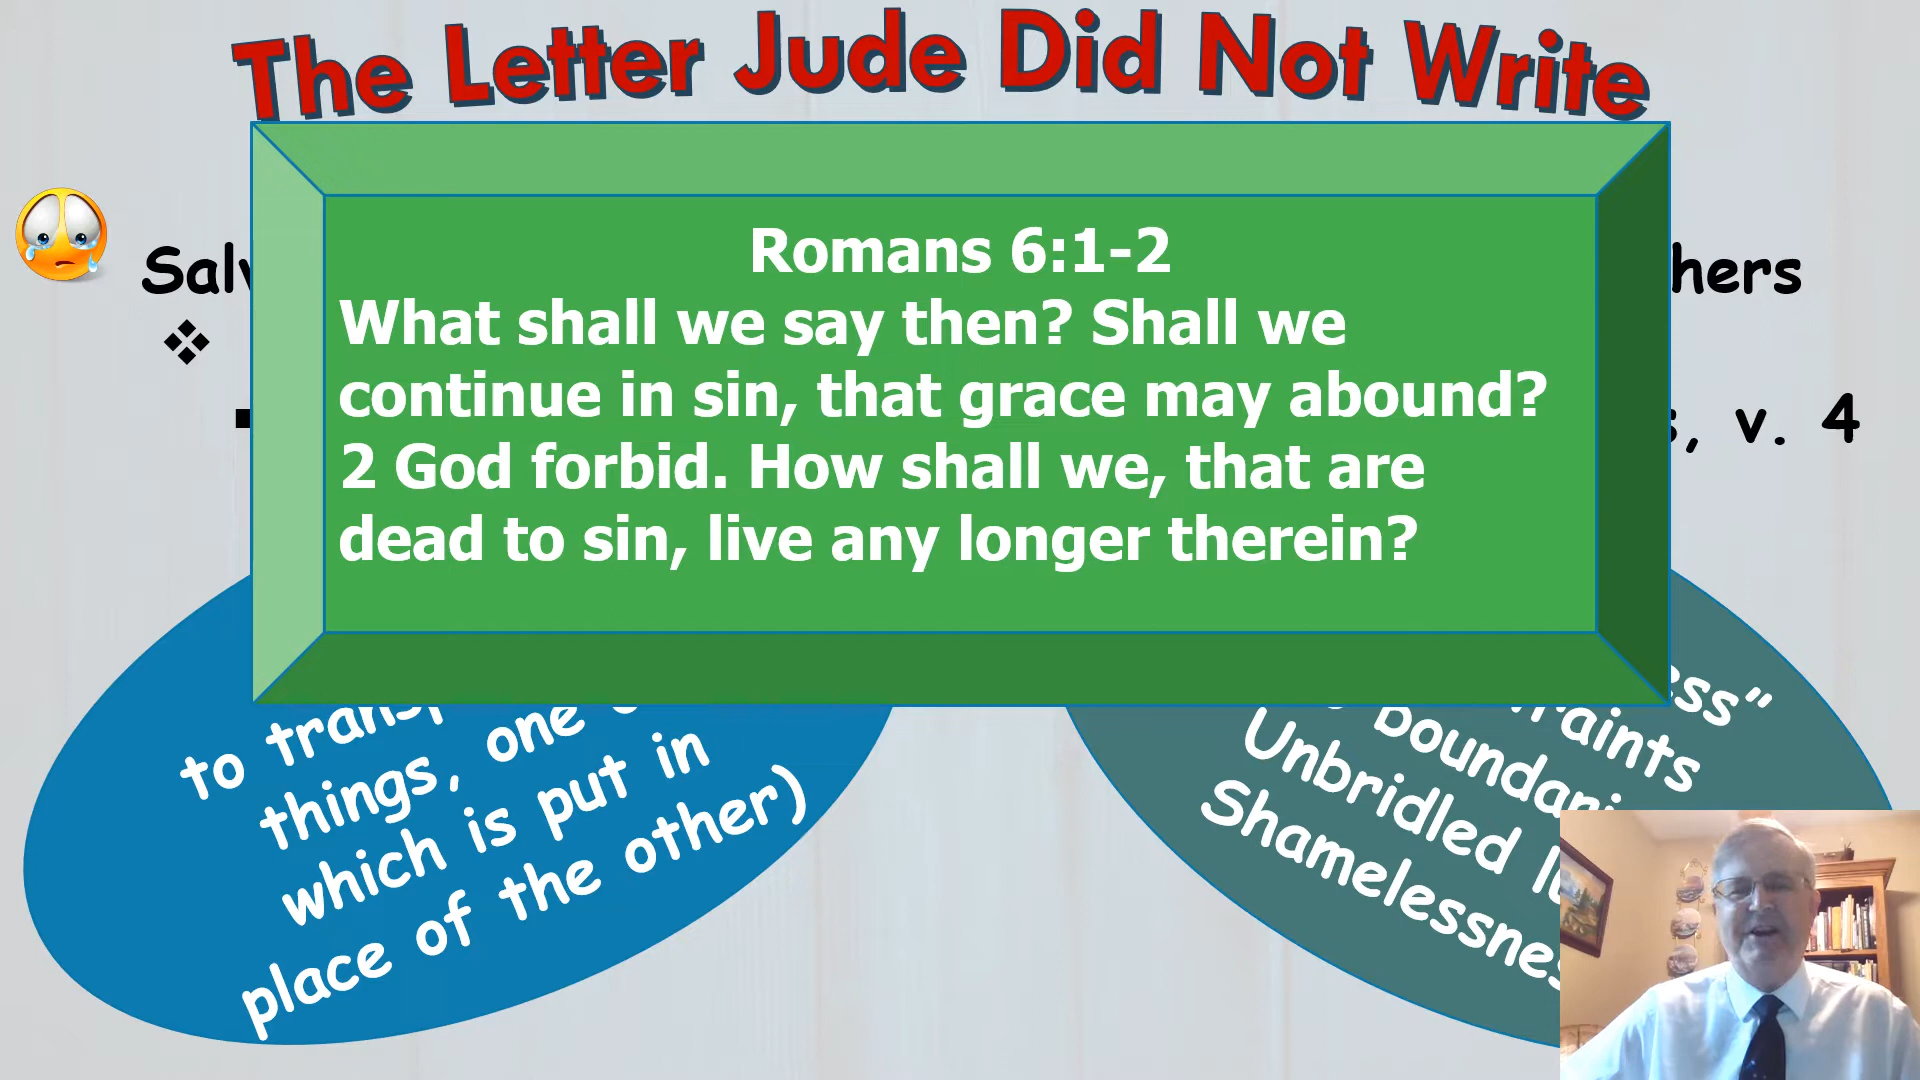 The Letter Jude Did Not Write
Romans 6:1-2
What shall we say then? Shall we
continue in sin, that grace may abound?
2 God forbid. How shall we, that are
dead to sin, live any longer therein?
v. 4
to
things, one
which is put in
place of the other)
Unbridled